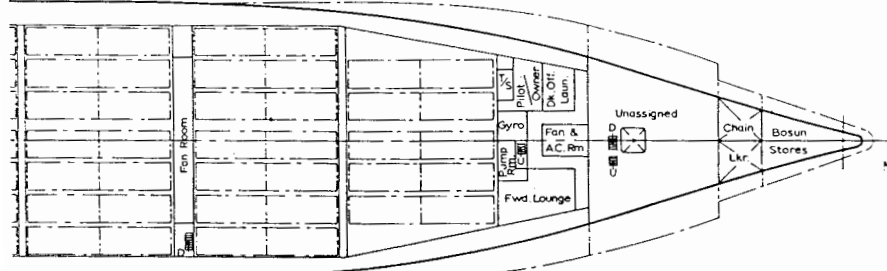 Fan Room
D
T/S
Pilot
Owner
Dk. Off.
Laun.
Gyro
Pump
Rm.
C
Fan &
A.C. Rm
Fwd. Lounge
Unassigned
D
C
Chain
Lkr.
Bosun
Stores